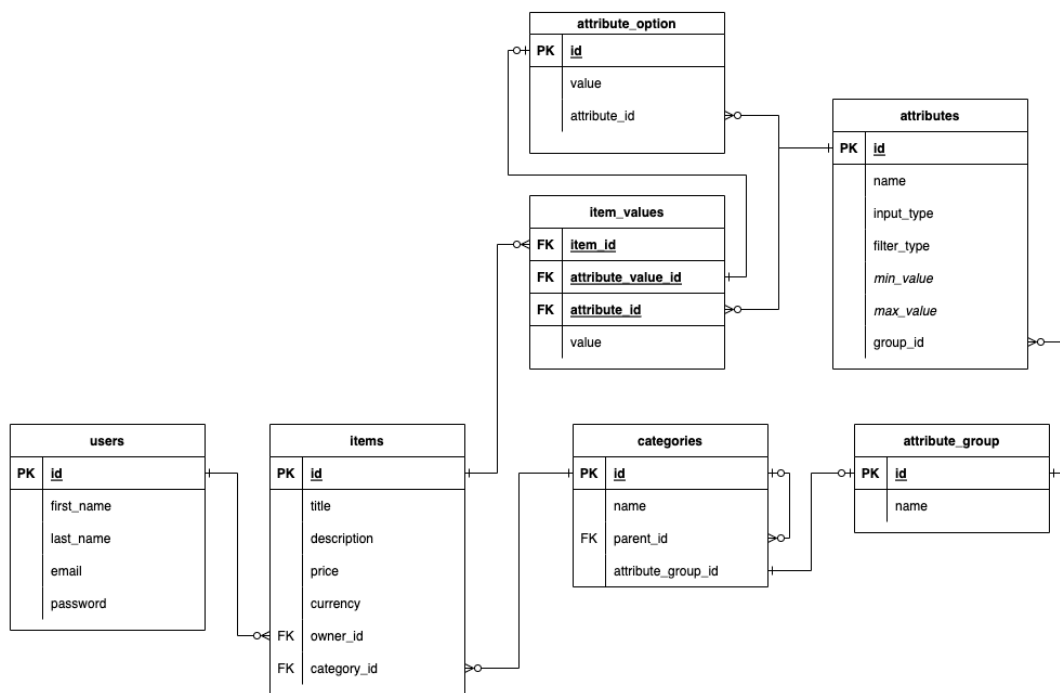 attribute_option
PK id
value
attribute_id
attributes
PK id
name
input_type
filter_type
min_value
max_value
group_id
item_values
FK item_id
FK attribute_value_id
FK attribute_id
value
users
PK id
first_name
last_name
email
password
items
PK id
title
description
price
currency
FK owner_id
FK category_id
categories
PK id
name
FK parent_id
attribute_group_id
attribute_group
PK id
name